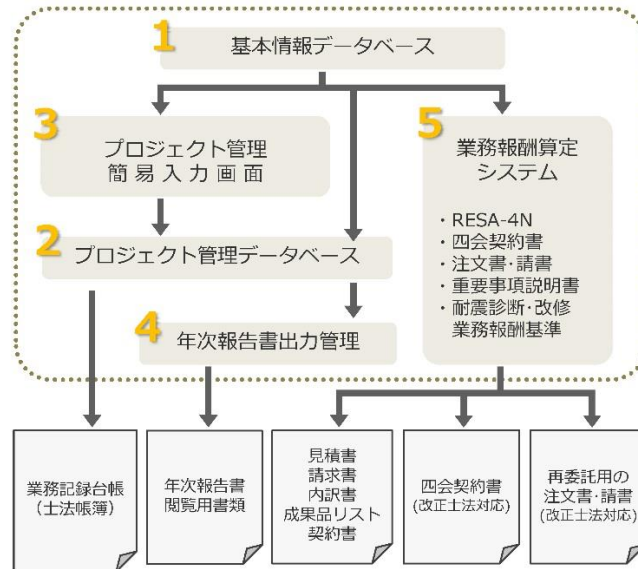 1
基本情報データベース
3
プロジェクト管理
簡易入力画面
5
業務報酬算定
システム
・RESA-4N
・四会契約書
・注文書・請書
・重要事項説明書
・耐震診断・改修
業務報酬基準
2
プロジェクト管理データベース
4
年次報告書出力管理
業務記録台帳
（士法帳簿）
年次報告書
閲覧用書類
見積書
請求書
内訳書
成果品リスト
契約書
四会契約書
(改正士法対応)
再委託用の
注文書・請書
(改正士法対応)